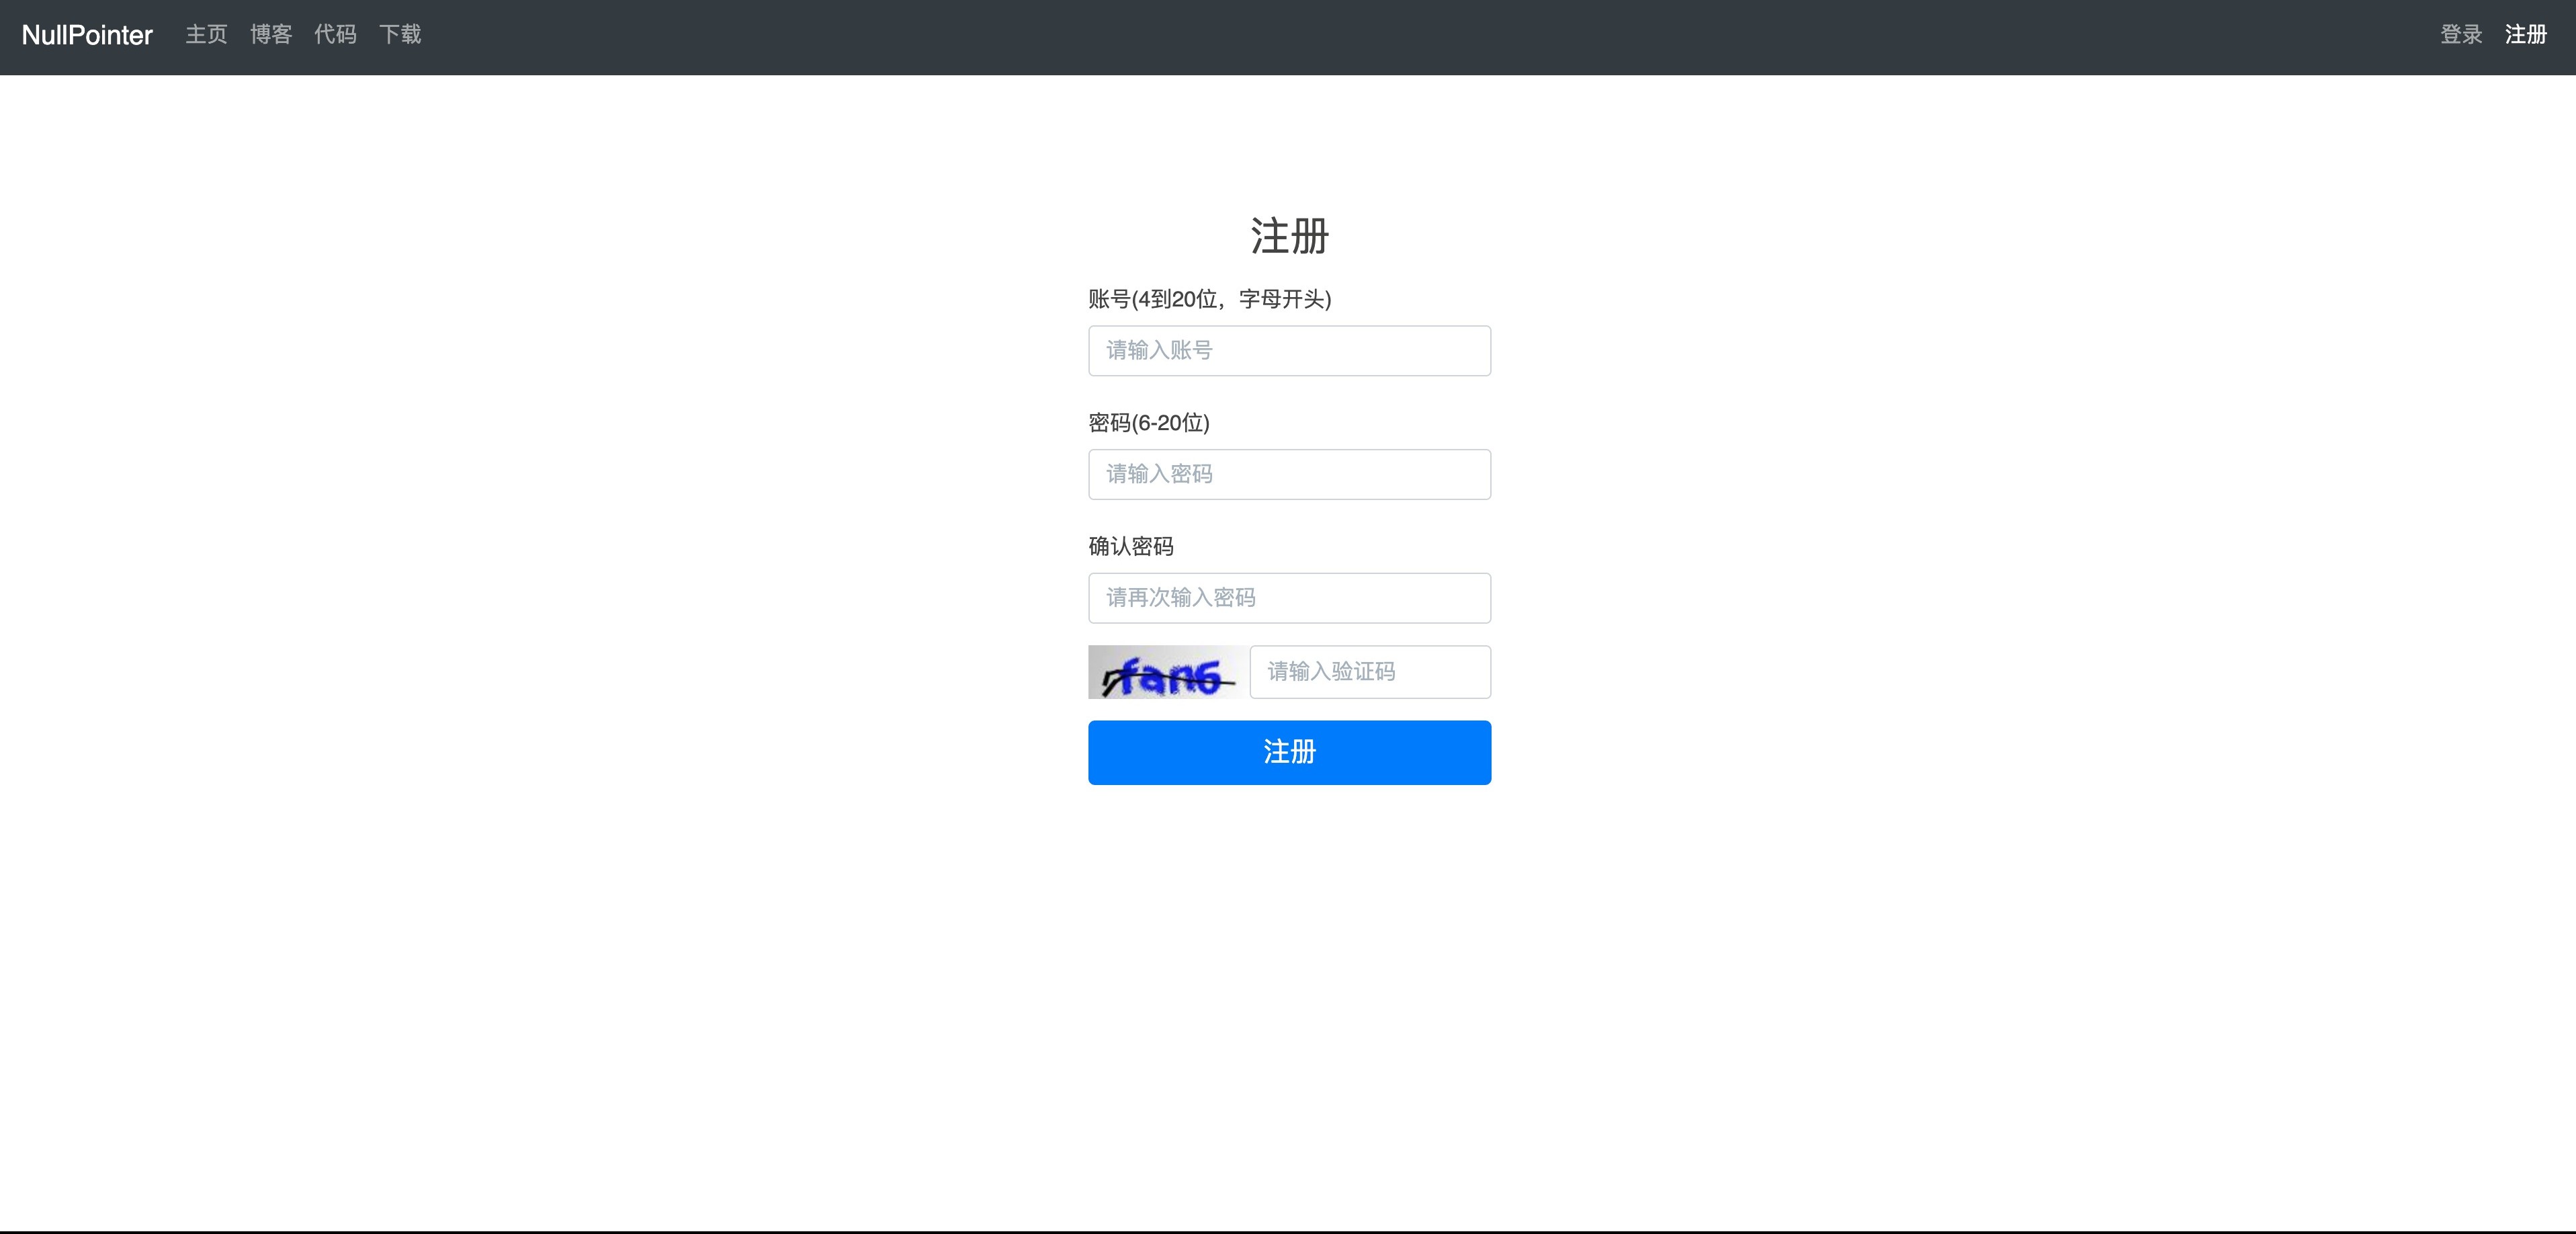 NullPointer 主页 博客 代码 下载 登录 注册
注册
账号(4到20位，字母开头)
请输入账号
密码(6-20位)
请输入密码
确认密码
请再次输入密码
请输入验证码
注册